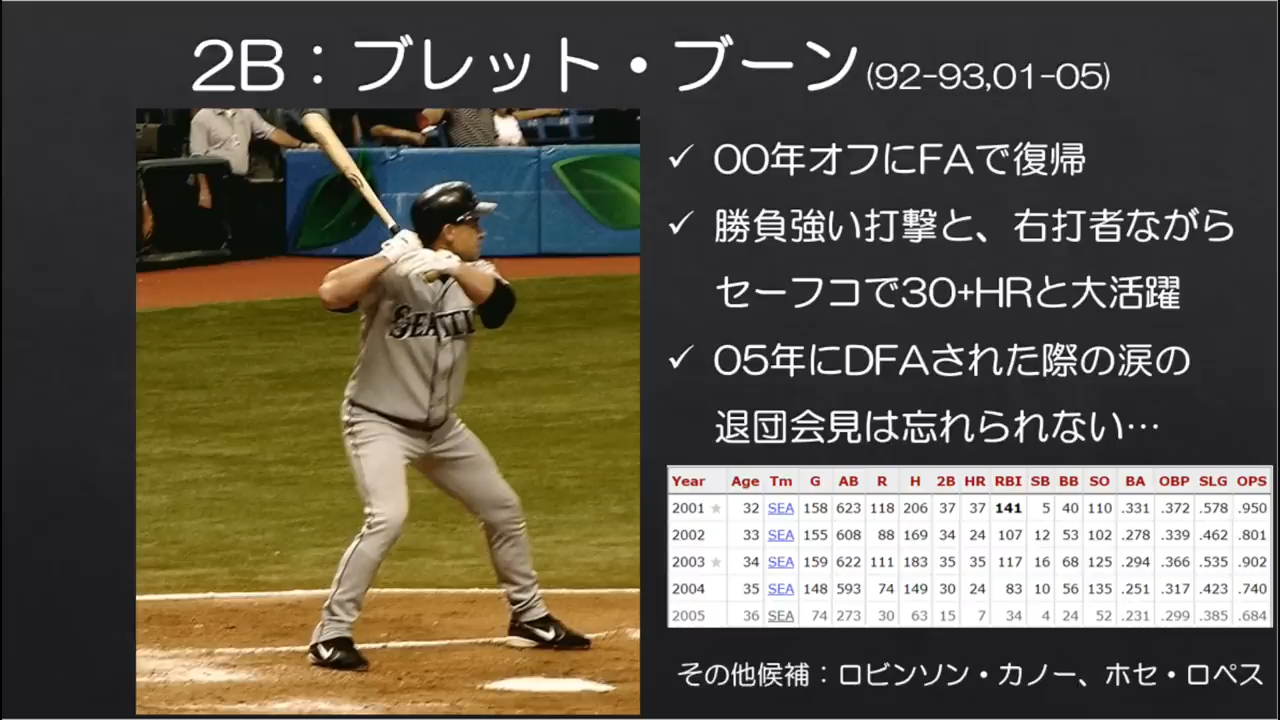 2B：ブレット・ブーン(92-93,01-05)
✓ 00年オフにFAで復帰
✓ 勝負強い打撃と、右打者ながら
セーフコで30+HRと大活躍
✓ 05年にDFAされた際の涙の
退団会見は忘れられない…
SEATTLE
Year Age Tm G AB R H 2B HR RBI SB BB SO BA OBP SLG OPS
2001 ★ 32 SEA 158 623 118 206 37 37 141 5 40 110 .331 .372 .578 .950
2002 33 SEA 155 608 88 169 34 24 107 12 53 102 .278 .339 .462 .801
2003 ★ 34 SEA 159 622 111 183 35 35 117 16 68 125 .294 .366 .535 .902
2004 35 SEA 148 593 74 149 30 24 83 10 56 135 .251 .317 .423 .740
2005 36 SEA 74 273 30 63 15 7 34 4 24 52 .231 .299 .385 .684
その他候補：ロビンソン・カノー、ホセ・ロペス